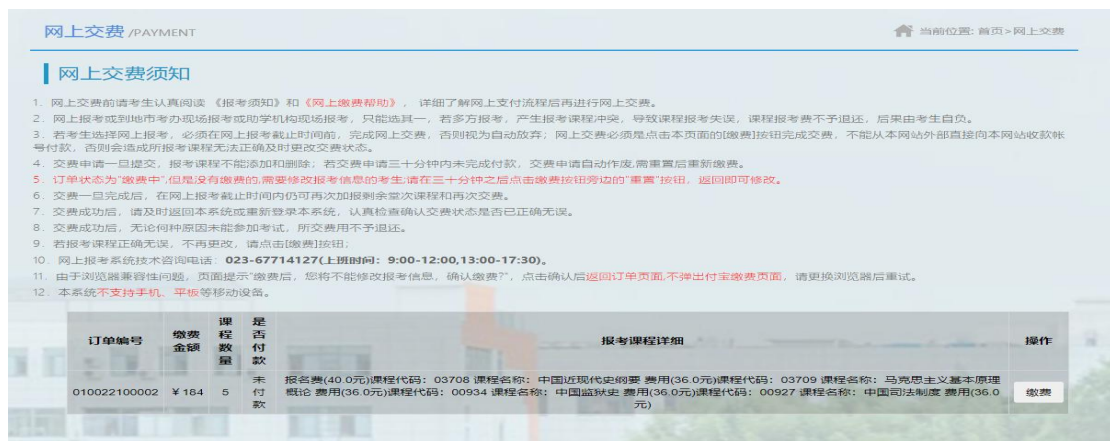 网上交费 /PAYMENT
当前位置: 首页>网上交费
网上交费须知
1. 网上交费前请考生认真阅读 《报考须知》和《网上缴费帮助》, 详细了解网上支付流程后再进行网上交费。
2. 网上报考或到地市考办现场报考或助学机构现场报考,只能选其一,若多方报考,产生报考课程冲突,导致课程报考失误,课程报考费不予退还,后果由考生自负。
3. 若考生选择网上报考,必须在网上报考截止时间前,完成网上交费,否则视为自动放弃;网上交费必须是点击本页面的[缴费]按钮完成交费,不能从本网站外部直接向本网站收款帐
号付款,否则会造成所报考课程无法正确及时更改交费状态。
4. 交费申请一旦提交,报考课程不能添加和删除;若交费申请三十分钟内未完成付款,交费申请自动作废,需重置后重新缴费。
5. 订单状态为"缴费中",但是没有缴费的,需要修改报考信息的考生;请在三十分钟之后点击缴费按钮旁边的"重置"按钮,返回即可修改。
6. 交费一旦完成后,在网上报考截止时间内仍可再次加报剩余堂次课程和再次交费。
7. 交费成功后,请及时返回本系统或重新登录本系统,认真检查确认交费状态是否已正确无误。
8. 交费成功后,无论何种原因未能参加考试,所交费用不予退还。
9. 若报考课程正确无误,不再更改,请点击[缴费]按钮;
10. 网上报考系统技术咨询电话: 023-67714127(上班时间:9:00-12:00,13:00-17:30)。
11. 由于浏览器兼容性问题,页面提示"缴费后,您将不能修改报考信息,确认缴费?",点击确认后返回订单页面,不弹出付宝缴费页面,请更换浏览器后重试。
12. 本系统不支持手机、平板等移动设备。
订单编号 缴费金额 课程数量 是否付款 报考课程详细 操作
010022100002 ¥184 5 未付款 报名费(40.0元)课程代码:03708 课程名称:中国近现代史纲要 费用(36.0元)课程代码:03709 课程名称:马克思主义基本原理
概论 费用(36.0元)课程代码:00934 课程名称:中国监狱史 费用(36.0元)课程代码:00927 课程名称:中国司法制度 费用(36.0
元)
缴费